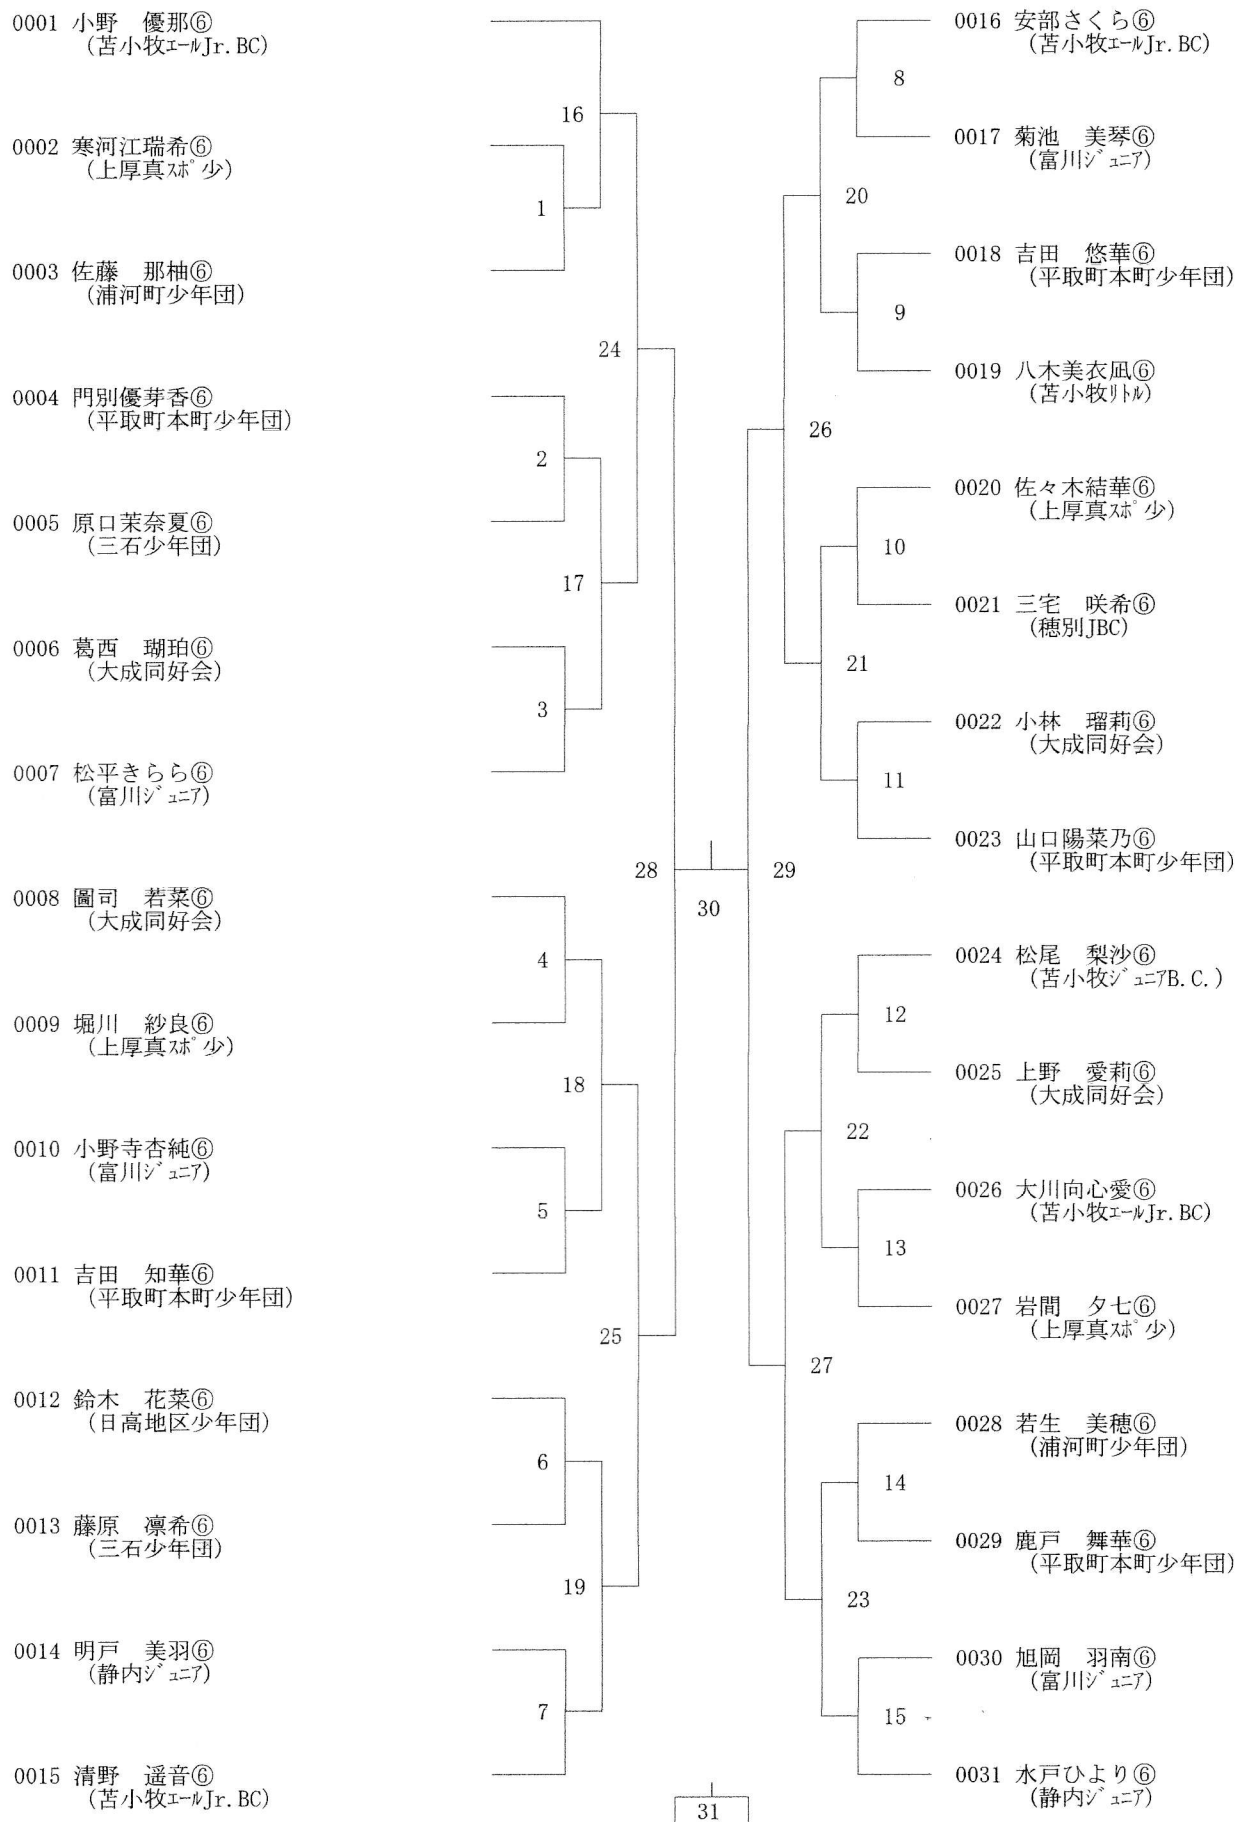 0001 小野　優那⑥
(苫小牧ｴｰﾙJr.BC)
0002 寒河江瑞希⑥
(上厚真ｽﾎﾟ少)
0003 佐藤　那柚⑥
(浦河町少年団)
0004 門別優芽香⑥
(平取町本町少年団)
0005 原口茉奈夏⑥
(三石少年団)
0006 葛西　瑚珀⑥
(大成同好会)
0007 松平きらら⑥
(富川ｼﾞｭﾆｱ)
0008 圖司　若菜⑥
(大成同好会)
0009 堀川　紗良⑥
(上厚真ｽﾎﾟ少)
0010 小野寺杏純⑥
(富川ｼﾞｭﾆｱ)
0011 吉田　知華⑥
(平取町本町少年団)
0012 鈴木　花菜⑥
(日高地区少年団)
0013 藤原　凛希⑥
(三石少年団)
0014 明戸　美羽⑥
(静内ｼﾞｭﾆｱ)
0015 清野　遥音⑥
(苫小牧ｴｰﾙJr.BC)
1
2
3
4
5
6
7
16
17
18
19
24
25
28
30
31
29
26
27
20
21
22
23
8
9
10
11
12
13
14
15
0016 安部さくら⑥
(苫小牧ｴｰﾙJr.BC)
0017 菊池　美琴⑥
(富川ｼﾞｭﾆｱ)
0018 吉田　悠華⑥
(平取町本町少年団)
0019 八木美衣凪⑥
(苫小牧ﾘﾄﾙ)
0020 佐々木結華⑥
(上厚真ｽﾎﾟ少)
0021 三宅　咲希⑥
(穂別JBC)
0022 小林　瑠莉⑥
(大成同好会)
0023 山口陽菜乃⑥
(平取町本町少年団)
0024 松尾　梨沙⑥
(苫小牧ｼﾞｭﾆｱB.C.)
0025 上野　愛莉⑥
(大成同好会)
0026 大川向心愛⑥
(苫小牧ｴｰﾙJr.BC)
0027 岩間　夕七⑥
(上厚真ｽﾎﾟ少)
0028 若生　美穂⑥
(浦河町少年団)
0029 鹿戸　舞華⑥
(平取町本町少年団)
0030 旭岡　羽南⑥
(富川ｼﾞｭﾆｱ)
0031 水戸ひより⑥
(静内ｼﾞｭﾆｱ)